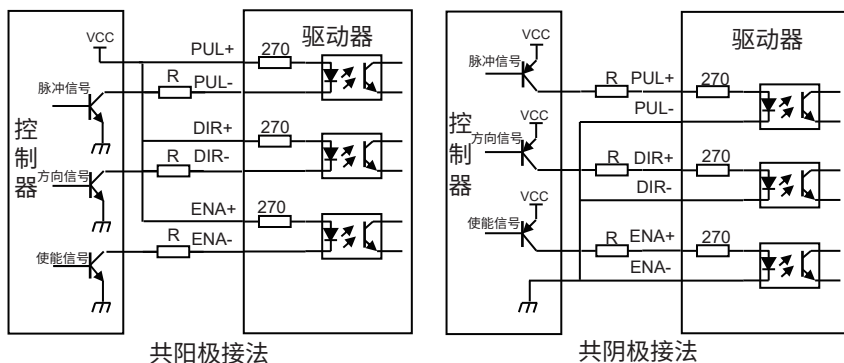 VCC
PUL+
270
驱动器
脉冲信号
R
PUL-
控制器
DIR+
270
方向信号
R
DIR-
ENA+
270
使能信号
R
ENA-
共阳极接法
VCC
驱动器
脉冲信号
R
PUL+
270
PUL-
控制器
VCC
方向信号
R
DIR+
270
DIR-
VCC
使能信号
R
ENA+
270
ENA-
共阴极接法